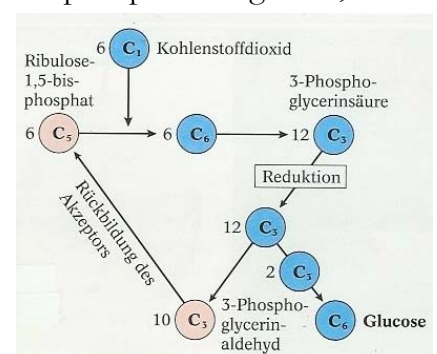 6 C₁ Kohlenstoffdioxid
Ribulose-
1,5-bis-
phosphat
3-Phospho-
glycerinsäure
6 C₅
6 C₆
12 C₃
Reduktion
12 C₃
Rückbildung des
Akzeptors
2 C₃
10 C₃
3-Phospho-
glycerin-
aldehyd
C₆ Glucose